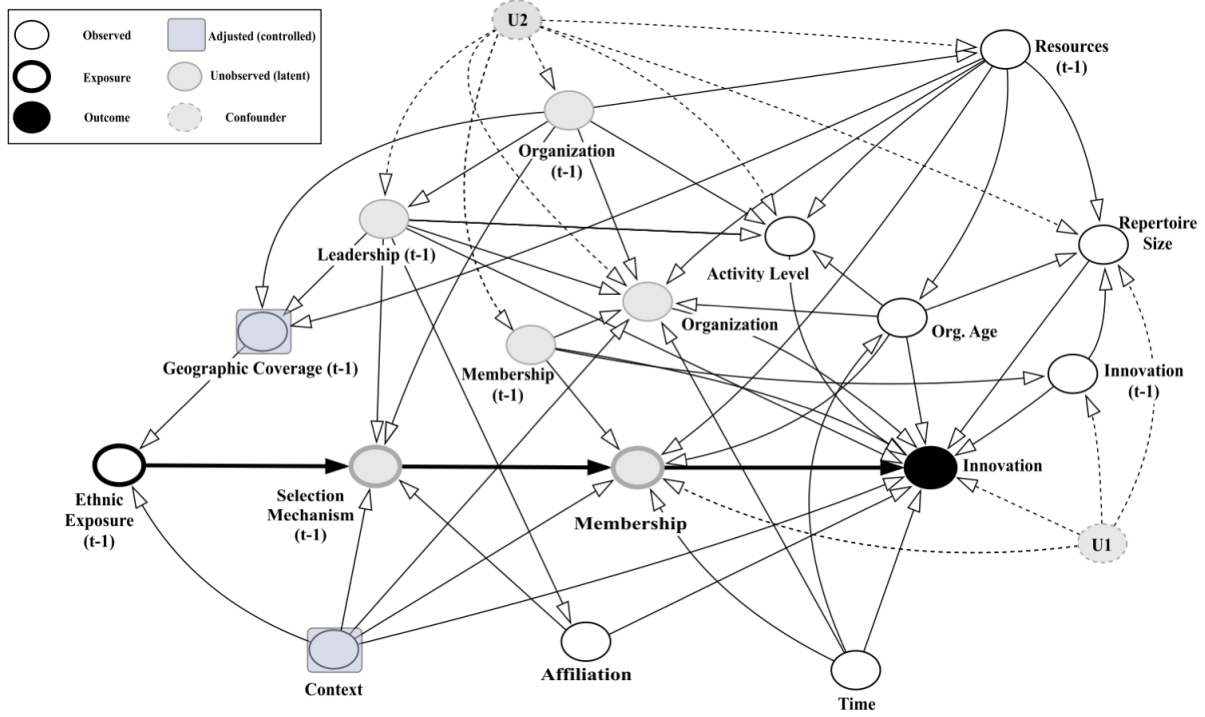 Observed
Adjusted (controlled)
Exposure
Unobserved (latent)
Outcome
Confounder
U2
Resources
(t-1)
Organization
(t-1)
Leadership (t-1)
Activity Level
Repertoire
Size
Organization
Org. Age
Geographic Coverage (t-1)
Membership
(t-1)
Innovation
(t-1)
Ethnic
Exposure
(t-1)
Selection
Mechanism
(t-1)
Membership
Innovation
U1
Context
Affiliation
Time